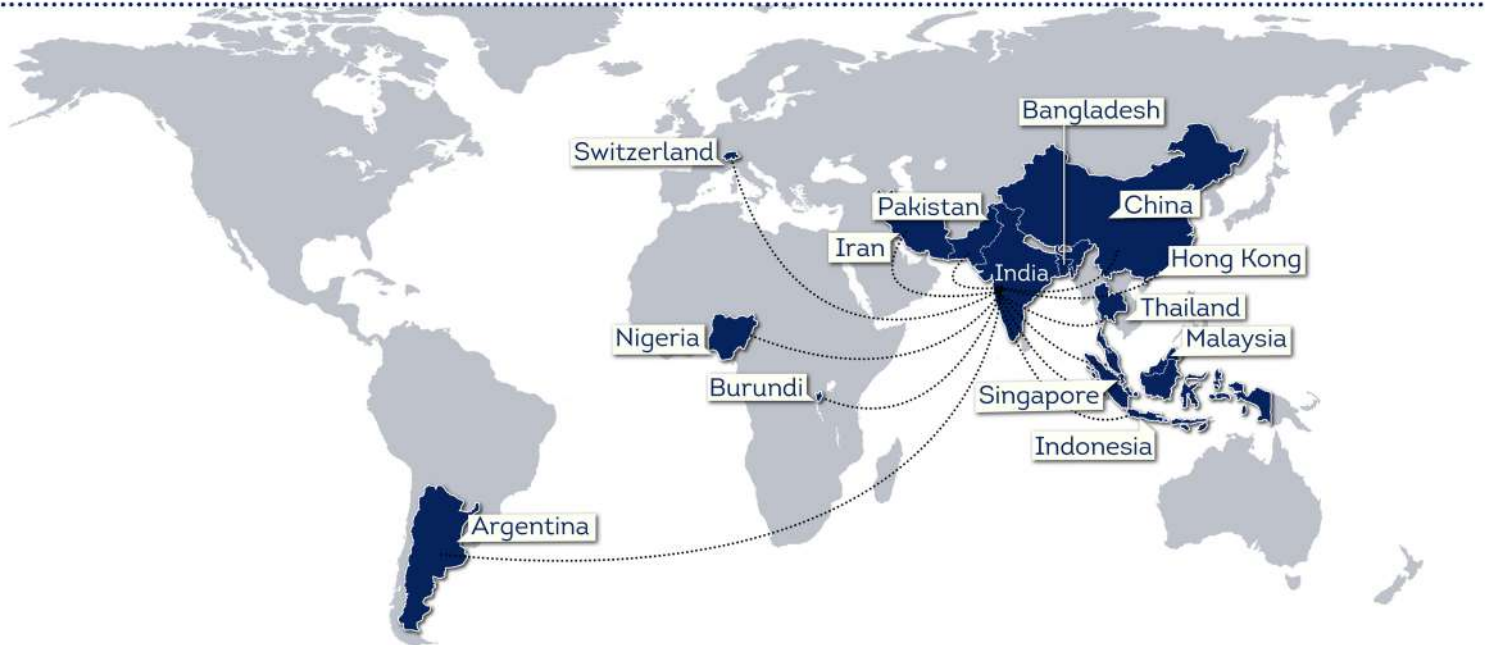 Bangladesh
Switzerland
Pakistan
China
Iran
Hong Kong
India
Thailand
Nigeria
Malaysia
Burundi
Singapore
Indonesia
Argentina